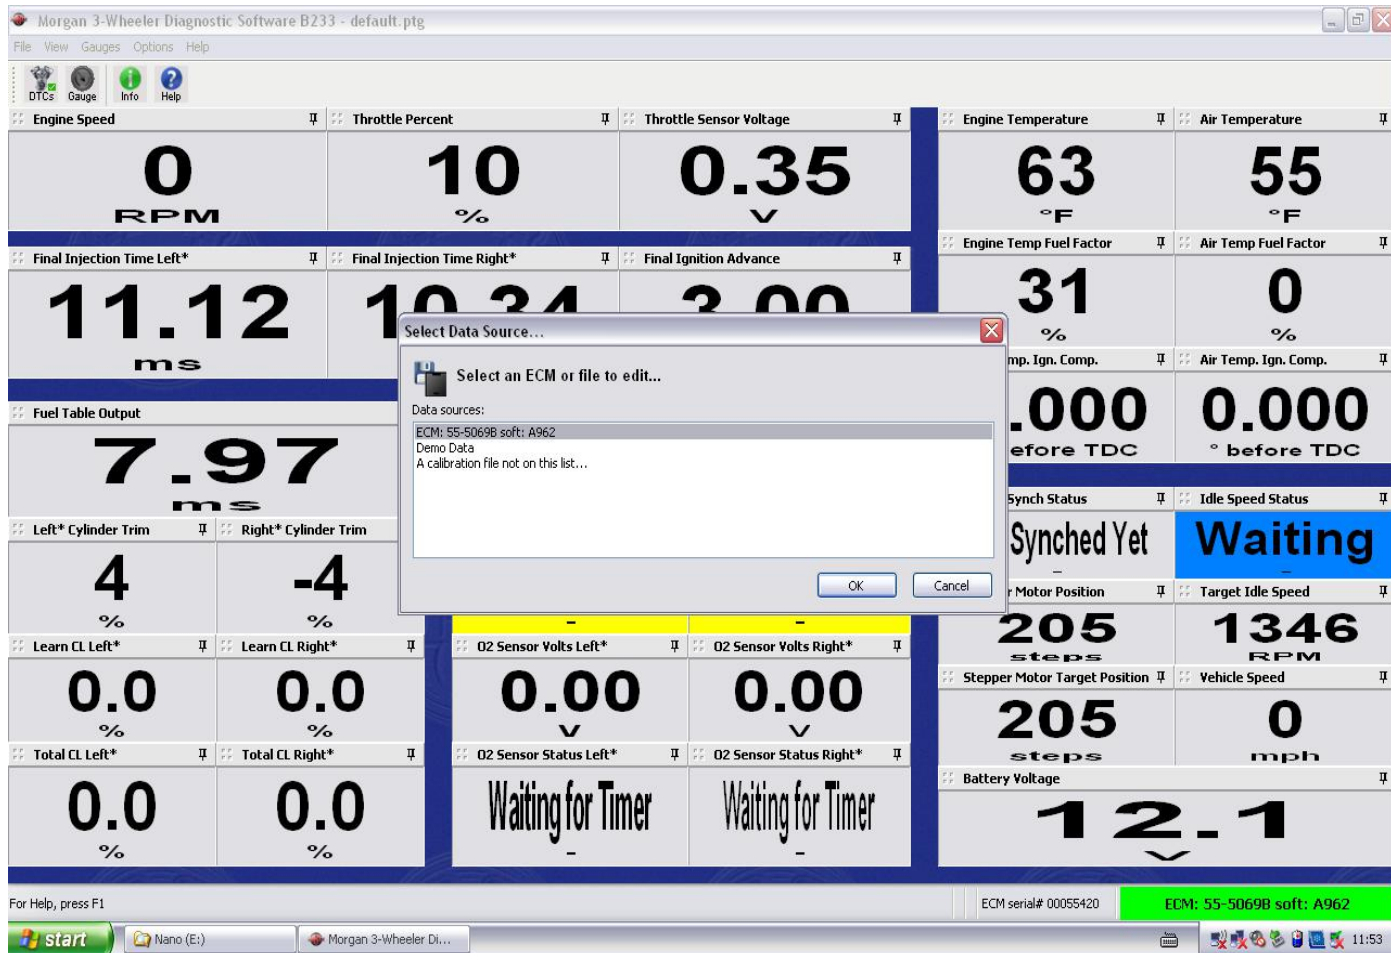 Morgan 3-Wheeler Diagnostic Software B233 - default.ptg
File View Gauges Options Help
DTCs Gauge Info Help
Engine Speed
0
RPM
Throttle Percent
10
%
Throttle Sensor Voltage
0.35
V
Engine Temperature
63
°F
Air Temperature
55
°F
Final Injection Time Left*
11.12
ms
Final Injection Time Right*
10.34
Final Ignition Advance
3.00
Engine Temp Fuel Factor
31
%
Air Temp Fuel Factor
0
%
Select Data Source...
Select an ECM or file to edit...
Data sources:
ECM: 55-5069B soft: A962
Demo Data
A calibration file not on this list...
OK Cancel
mp. Ign. Comp.
.000
efore TDC
Air Temp. Ign. Comp.
0.000
° before TDC
Fuel Table Output
7.97
ms
Synch Status
Synched Yet
-
Idle Speed Status
Waiting
-
Left* Cylinder Trim
4
%
Right* Cylinder Trim
-4
%
-
-
Motor Position
205
steps
Target Idle Speed
1346
RPM
Learn CL Left*
0.0
%
Learn CL Right*
0.0
%
O2 Sensor Volts Left*
0.00
V
O2 Sensor Volts Right*
0.00
V
Stepper Motor Target Position
205
steps
Vehicle Speed
0
mph
Total CL Left*
0.0
%
Total CL Right*
0.0
%
O2 Sensor Status Left*
Waiting for Timer
-
O2 Sensor Status Right*
Waiting for Timer
-
Battery Voltage
12.1
V
For Help, press F1
ECM serial# 00055420
ECM: 55-5069B soft: A962
start
Nano (E:)
Morgan 3-Wheeler Di...
11:53